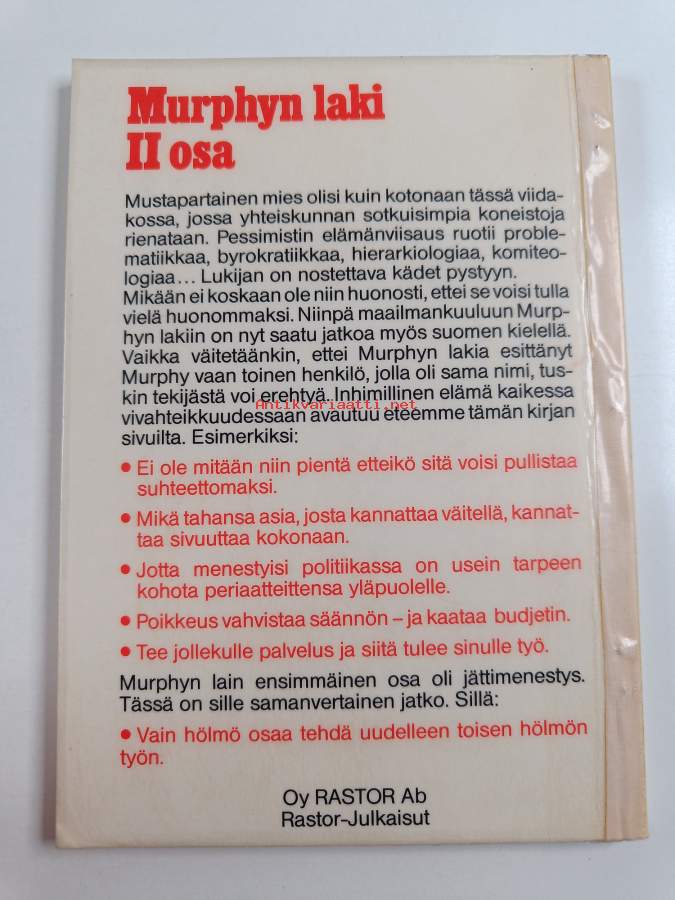 Murphyn laki
II osa
Mustapartainen mies olisi kuin kotonaan tässä viida-
kossa, jossa yhteiskunnan sotkuisimpia koneistoja
rienataan. Pessimistin elämänviisaus ruotii proble-
matiikkaa, byrokratiikkaa, hierarkiologiaa, komiteo-
logiaa... Lukijan on nostettava kädet pystyyn.
Mikään ei koskaan ole niin huonosti, ettei se voisi tulla
vielä huonommaksi. Niinpä maailmankuuluun Murp-
hyn lakiin on nyt saatu jatkoa myös suomen kielellä.
Vaikka väitetäänkin, ettei Murphyn lakia esittänyt
Murphy vaan toinen henkilö, jolla oli sama nimi, tus-
kin tekijästä voi erehtyä. Inhimillinen elämä kaikessa
Antikvariaatti.net
vivahteikkuudessaan avautuu eteemme tämän kirjan
sivuilta. Esimerkiksi:
• Ei ole mitään niin pientä etteikö sitä voisi pullistaa
suhteettomaksi.
• Mikä tahansa asia, josta kannattaa väitellä, kannat-
taa sivuuttaa kokonaan.
• Jotta menestyisi politiikassa on usein tarpeen
kohota periaatteittensa yläpuolelle.
• Poikkeus vahvistaa säännön – ja kaataa budjetin.
• Tee jollekulle palvelus ja siitä tulee sinulle työ.
Murphyn lain ensimmäinen osa oli jättimenestys.
Tässä on sille samanvertainen jatko. Sillä:
• Vain hölmö osaa tehdä uudelleen toisen hölmön
työn.
Oy RASTOR Ab
Rastor-Julkaisut